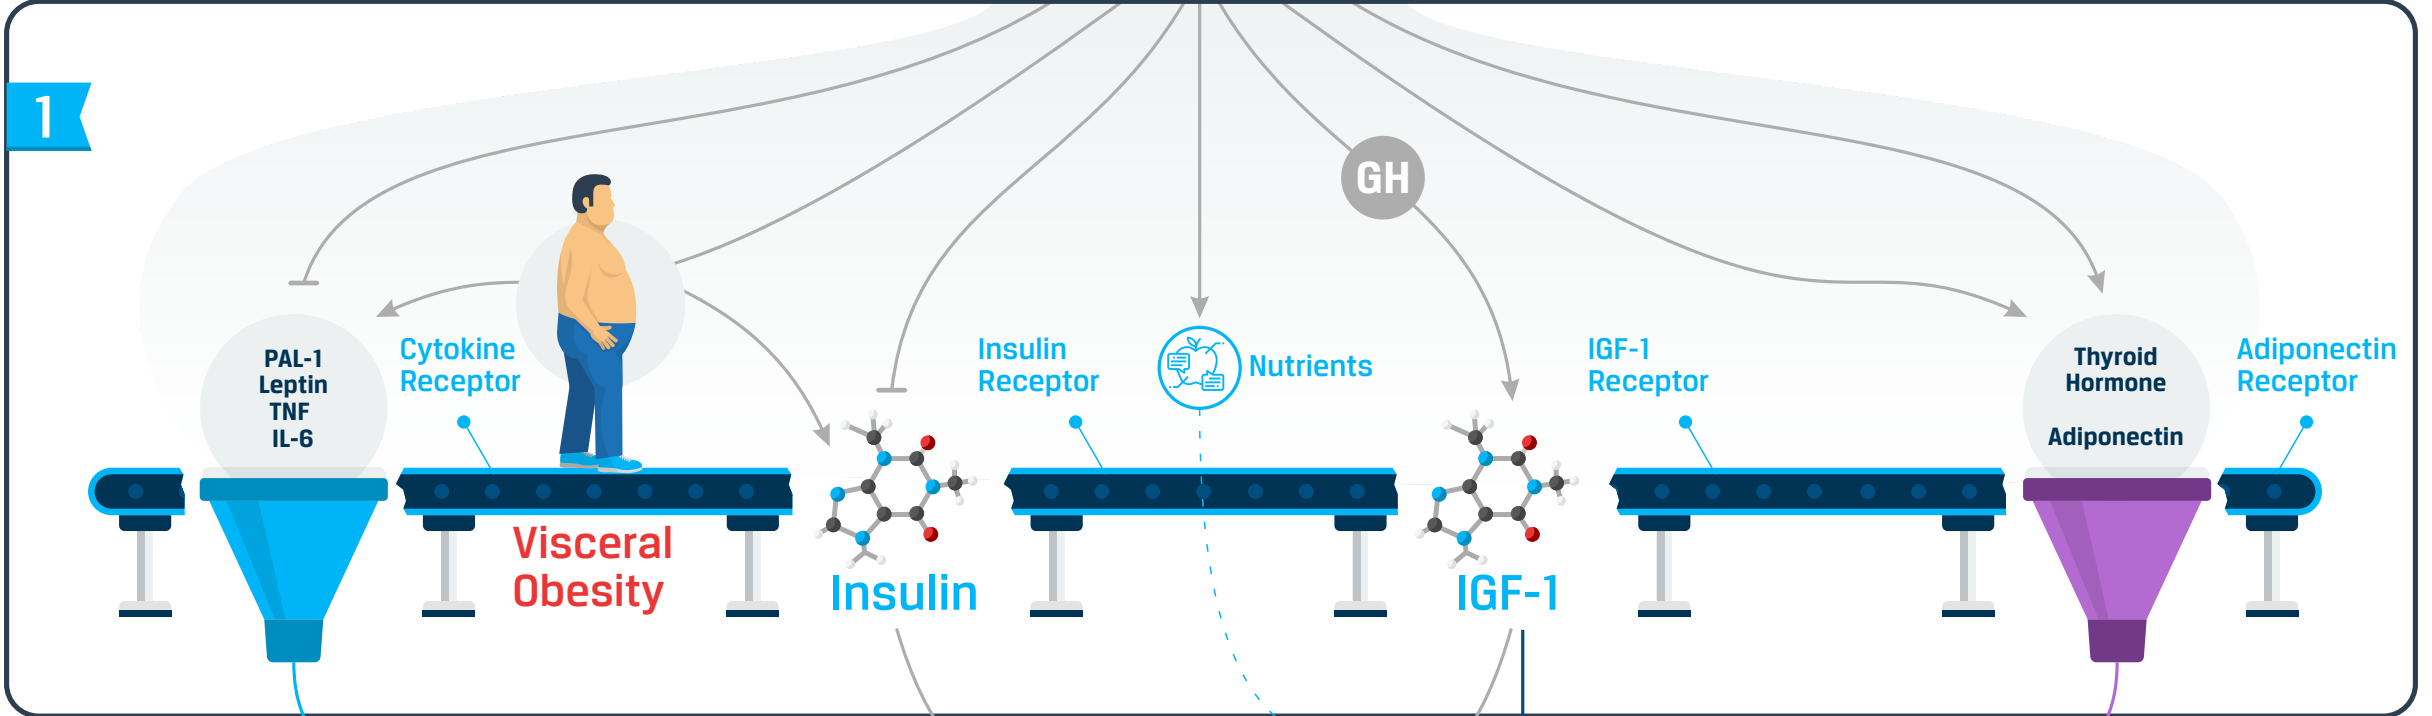 1
GH
PAL-1
Leptin
TNF
IL-6
Cytokine
Receptor
Visceral
Obesity
Insulin
Insulin
Receptor
Nutrients
IGF-1
IGF-1
Receptor
Thyroid
Hormone
Adiponectin
Adiponectin
Receptor